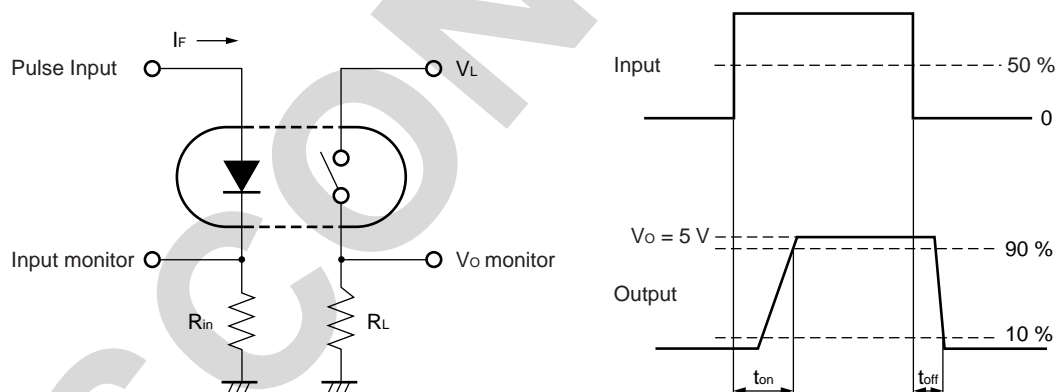 IF
Pulse Input
VL
Input monitor
VO monitor
Rin
RL
Input
50 %
0
VO = 5 V
90 %
Output
10 %
ton
toff